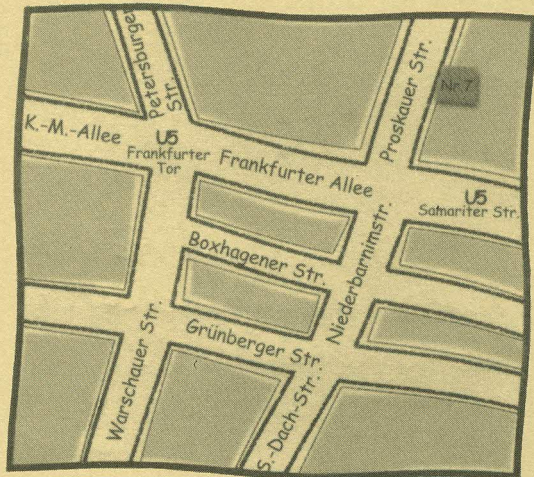 Petersburger
Str.
Proskauer Str.
Nr.7
K.-M.-Allee
U5
Frankfurter
Tor
Frankfurter Allee
U5
Samariter Str.
Boxhagener Str.
Niederbarnimstr.
Grünberger Str.
Warschauer Str.
S.-Dach-Str.